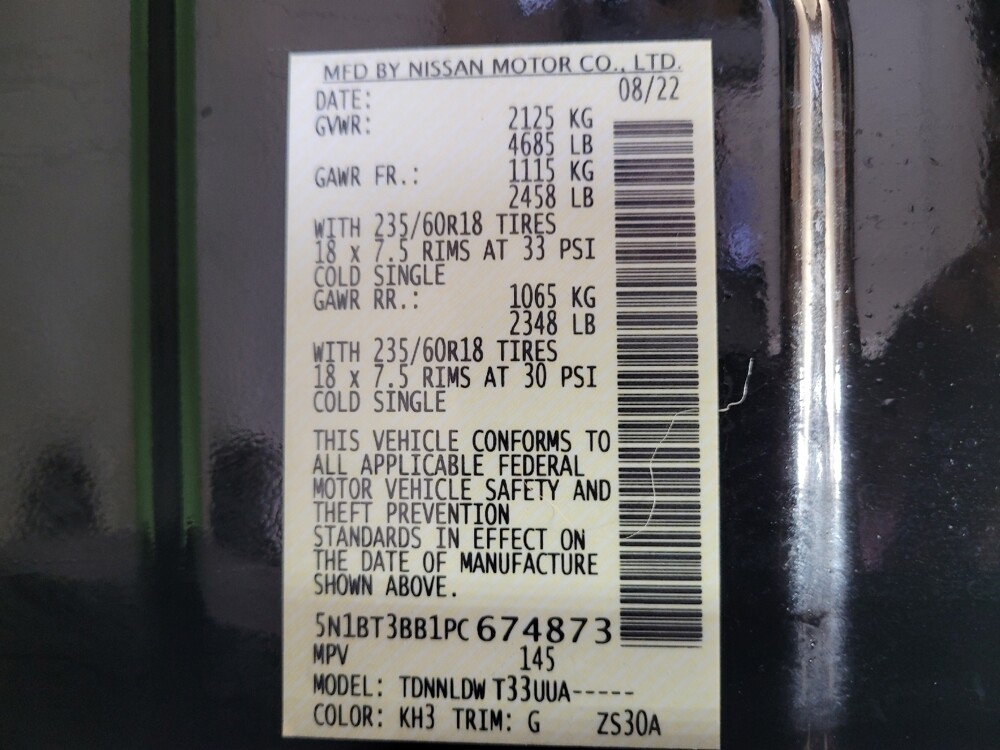 MFD BY NISSAN MOTOR CO., LTD.
DATE: 08/22
GVWR: 2125 KG
4685 LB
GAWR FR.: 1115 KG
2458 LB
WITH 235/60R18 TIRES
18 x 7.5 RIMS AT 33 PSI
COLD SINGLE
GAWR RR.: 1065 KG
2348 LB
WITH 235/60R18 TIRES
18 x 7.5 RIMS AT 30 PSI
COLD SINGLE
THIS VEHICLE CONFORMS TO
ALL APPLICABLE FEDERAL
MOTOR VEHICLE SAFETY AND
THEFT PREVENTION
STANDARDS IN EFFECT ON
THE DATE OF MANUFACTURE
SHOWN ABOVE.
5N1BT3BB1PC674873
MPV 145
MODEL: TDNNLDW T33UUA-----
COLOR: KH3 TRIM: G ZS30A